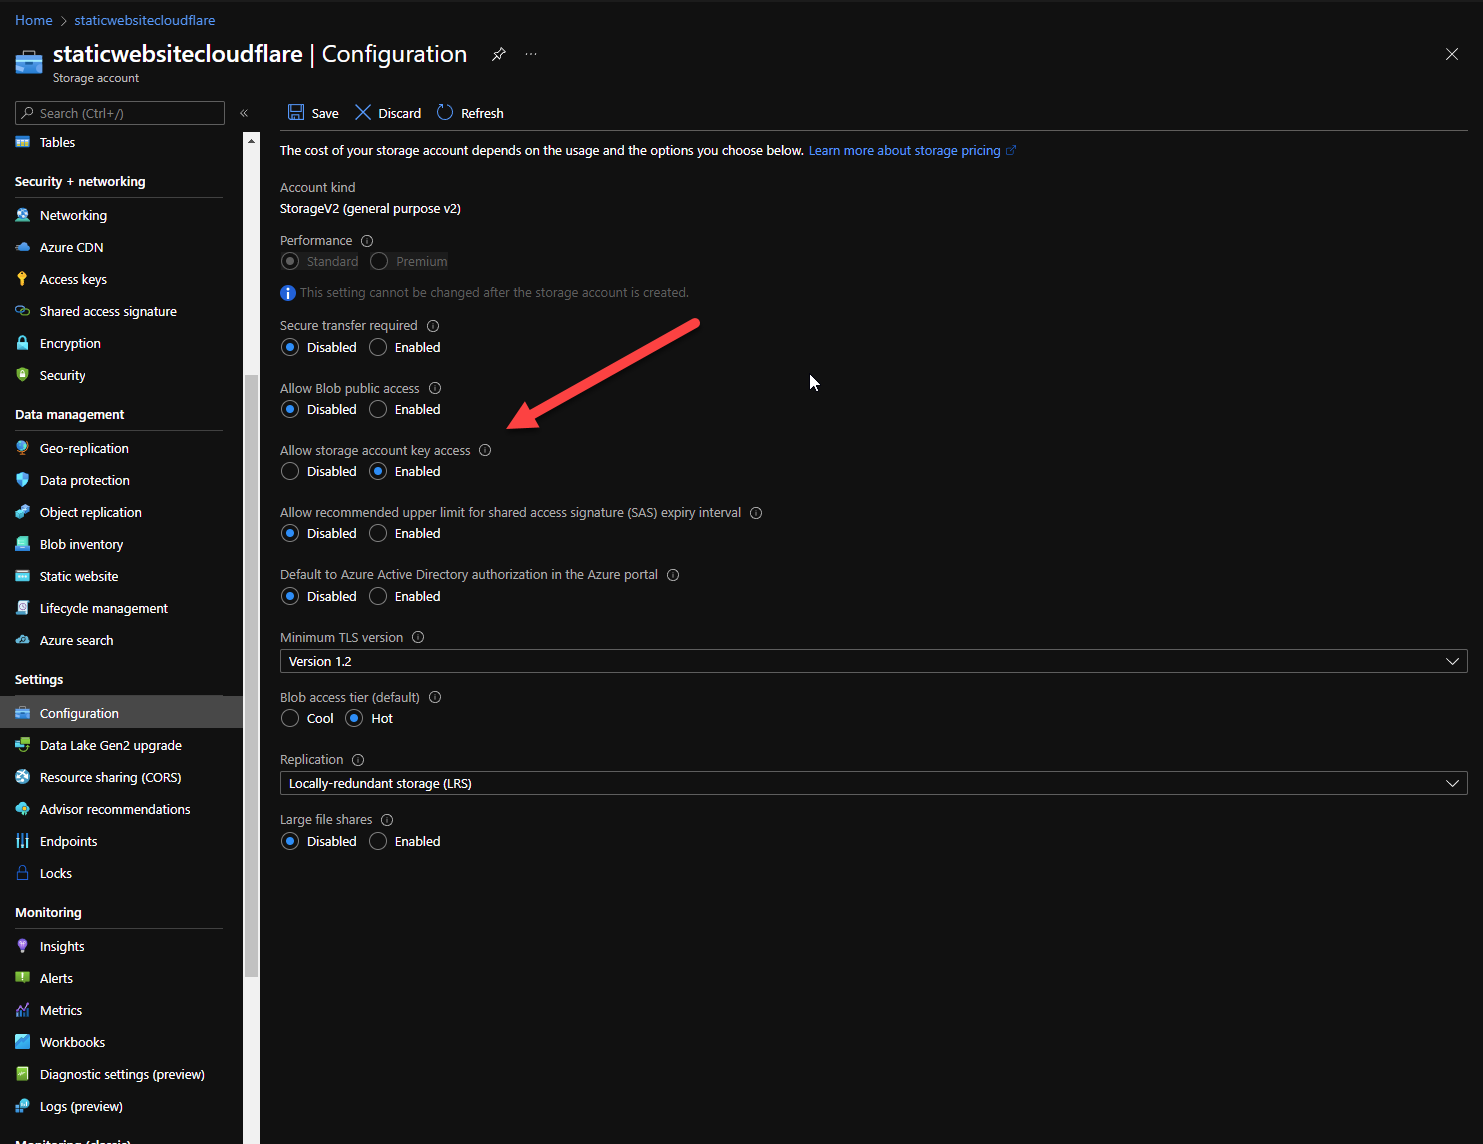 Home > staticwebsitecloudflare
staticwebsitecloudflare | Configuration
Storage account
Search (Ctrl+/)
«
Tables
Security + networking
Networking
Azure CDN
Access keys
Shared access signature
Encryption
Security
Data management
Geo-replication
Data protection
Object replication
Blob inventory
Static website
Lifecycle management
Azure search
Settings
Configuration
Data Lake Gen2 upgrade
Resource sharing (CORS)
Advisor recommendations
Endpoints
Locks
Monitoring
Insights
Alerts
Metrics
Workbooks
Diagnostic settings (preview)
Logs (preview)
Monitoring (classic)
Save Discard Refresh
The cost of your storage account depends on the usage and the options you choose below. Learn more about storage pricing
Account kind
StorageV2 (general purpose v2)
Performance
Standard Premium
This setting cannot be changed after the storage account is created.
Secure transfer required
Disabled Enabled
Allow Blob public access
Disabled Enabled
Allow storage account key access
Disabled Enabled
Allow recommended upper limit for shared access signature (SAS) expiry interval
Disabled Enabled
Default to Azure Active Directory authorization in the Azure portal
Disabled Enabled
Minimum TLS version
Version 1.2
Blob access tier (default)
Cool Hot
Replication
Locally-redundant storage (LRS)
Large file shares
Disabled Enabled